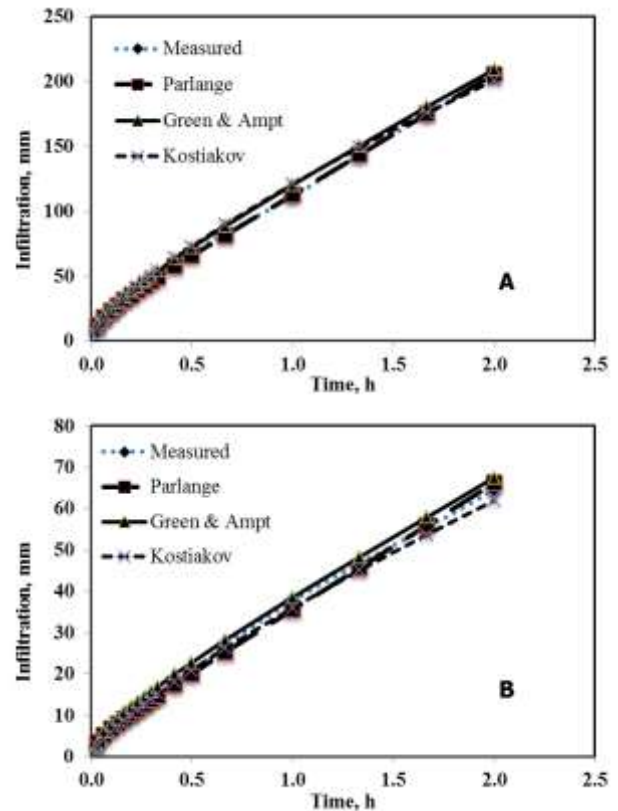 250
200
150
100
50
0
Infiltration, mm
Measured
Parlange
Green & Ampt
Kostiakov
A
0.0 0.5 1.0 1.5 2.0 2.5
Time, h
80
70
60
50
40
30
20
10
0
Infiltration, mm
Measured
Parlange
Green & Ampt
Kostiakov
B
0.0 0.5 1.0 1.5 2.0 2.5
Time, h